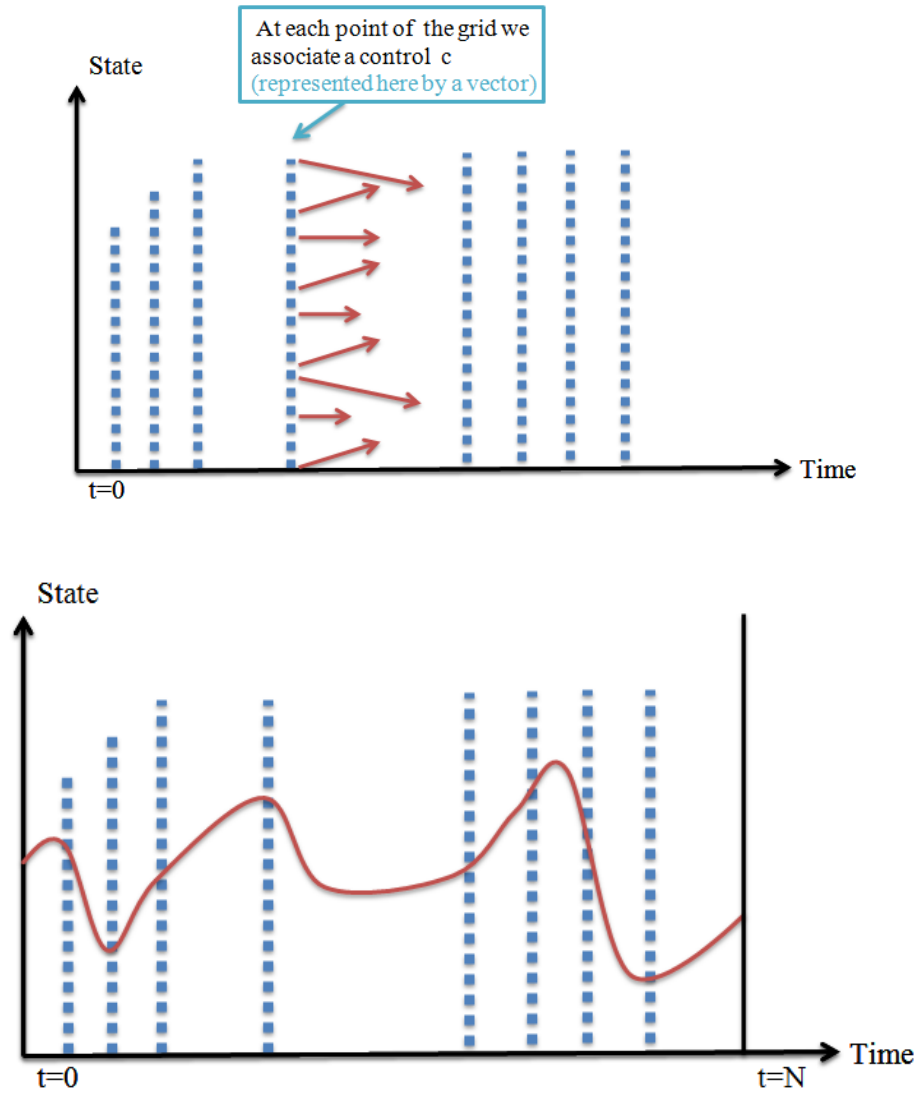 At each point of the grid we
associate a control c
(represented here by a vector)
State
Time
t=0
State
Time
t=0
t=N